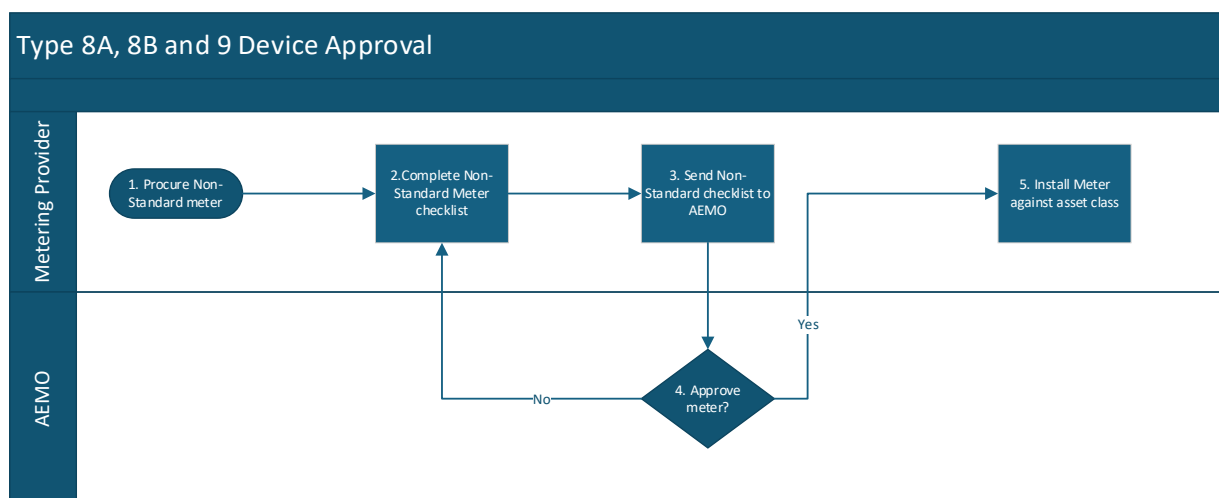 Type 8A, 8B and 9 Device Approval
Metering Provider
1. Procure Non-
Standard meter
2.Complete Non-
Standard Meter
checklist
3. Send Non-
Standard checklist to
AEMO
5. Install Meter
against asset class
Yes
AEMO
4. Approve
meter?
No